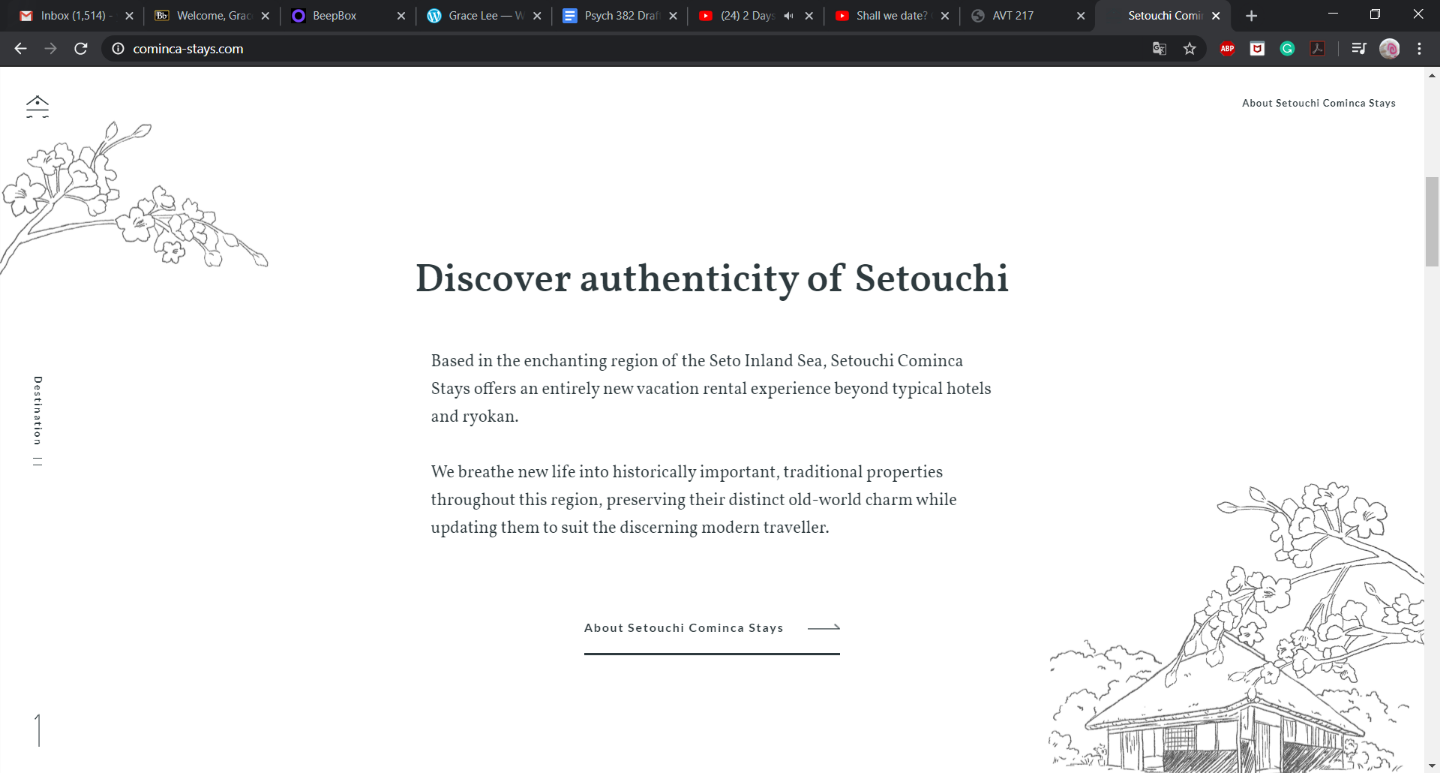 Inbox (1,514) -
Welcome, Grac
BeepBox
Grace Lee — W
Psych 382 Draf
(24) 2 Days
Shall we date?
AVT 217
Setouchi Comi
cominca-stays.com
ABP
About Setouchi Cominca Stays
Discover authenticity of Setouchi
Based in the enchanting region of the Seto Inland Sea, Setouchi Cominca
Stays offers an entirely new vacation rental experience beyond typical hotels
and ryokan.
We breathe new life into historically important, traditional properties
throughout this region, preserving their distinct old-world charm while
updating them to suit the discerning modern traveller.
Destination
About Setouchi Cominca Stays
1